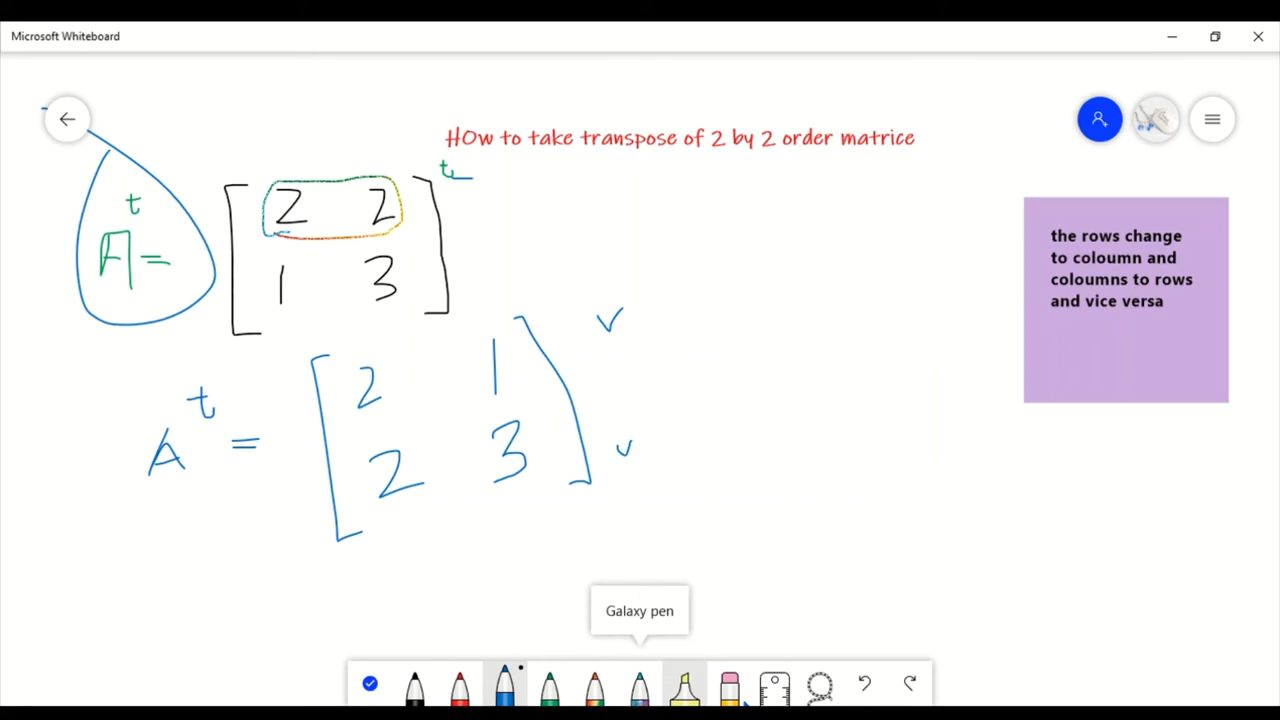 Microsoft Whiteboard
HOw to take transpose of 2 by 2 order matrice
t
t
A =
2 2
1 3
the rows change
to coloumn and
coloumns to rows
and vice versa
t
A =
2 1
2 3
v
v
Galaxy pen